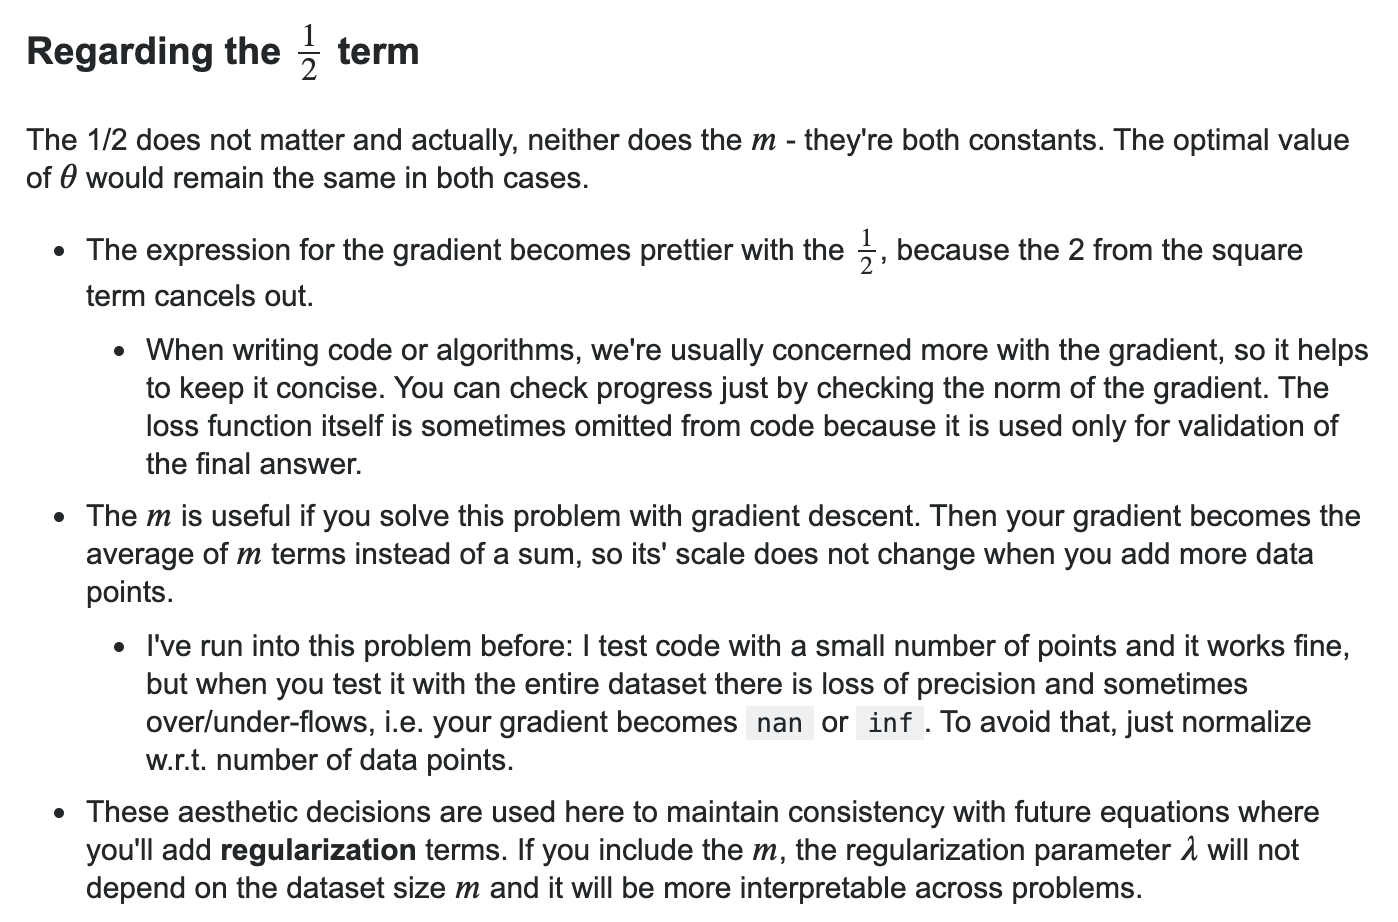 Regarding the 1/2 term
The 1/2 does not matter and actually, neither does the m - they're both constants. The optimal value
of θ would remain the same in both cases.
• The expression for the gradient becomes prettier with the 1/2, because the 2 from the square
term cancels out.
• When writing code or algorithms, we're usually concerned more with the gradient, so it helps
to keep it concise. You can check progress just by checking the norm of the gradient. The
loss function itself is sometimes omitted from code because it is used only for validation of
the final answer.
• The m is useful if you solve this problem with gradient descent. Then your gradient becomes the
average of m terms instead of a sum, so its' scale does not change when you add more data
points.
• I've run into this problem before: I test code with a small number of points and it works fine,
but when you test it with the entire dataset there is loss of precision and sometimes
over/under-flows, i.e. your gradient becomes nan or inf . To avoid that, just normalize
w.r.t. number of data points.
• These aesthetic decisions are used here to maintain consistency with future equations where
you'll add regularization terms. If you include the m, the regularization parameter λ will not
depend on the dataset size m and it will be more interpretable across problems.